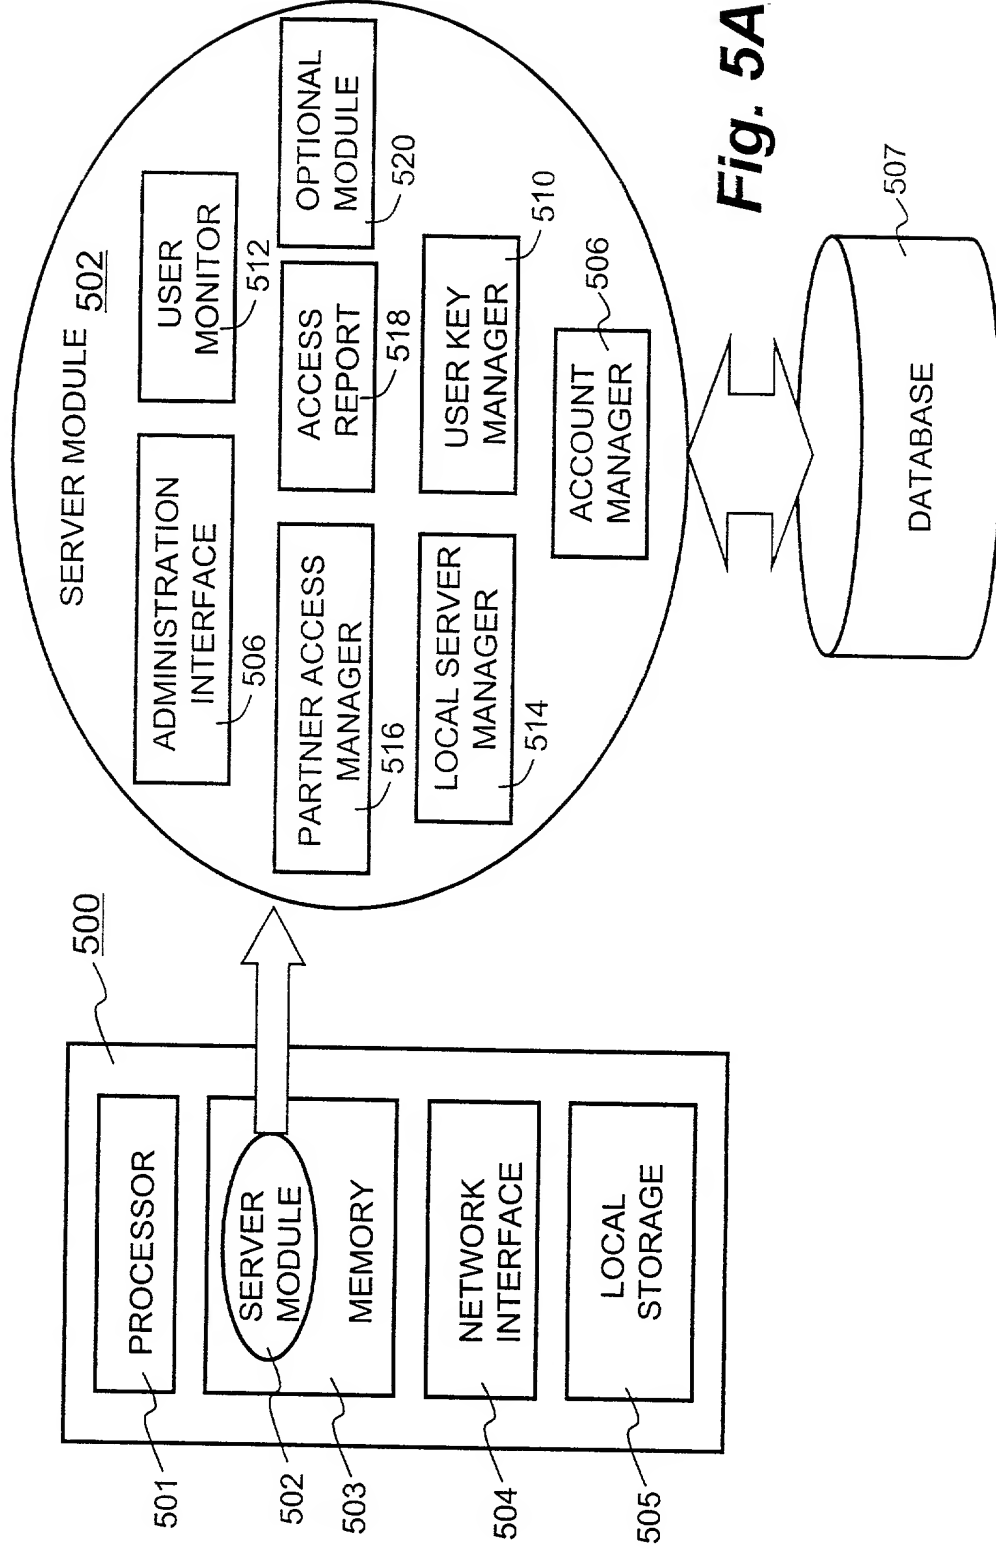 500
PROCESSOR
501
SERVER
MODULE
502
MEMORY
503
NETWORK
INTERFACE
504
LOCAL
STORAGE
505
SERVER MODULE 502
ADMINISTRATION
INTERFACE
506
USER
MONITOR
512
PARTNER ACCESS
MANAGER
516
ACCESS
REPORT
518
OPTIONAL
MODULE
520
LOCAL SERVER
MANAGER
514
USER KEY
MANAGER
510
ACCOUNT
MANAGER
506
DATABASE
507
Fig. 5A